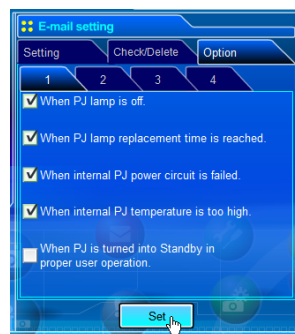 E-mail setting
Setting Check/Delete Option
1 2 3 4
When PJ lamp is off.
When PJ lamp replacement time is reached.
When internal PJ power circuit is failed.
When internal PJ temperature is too high.
When PJ is turned into Standby in
proper user operation.
Set